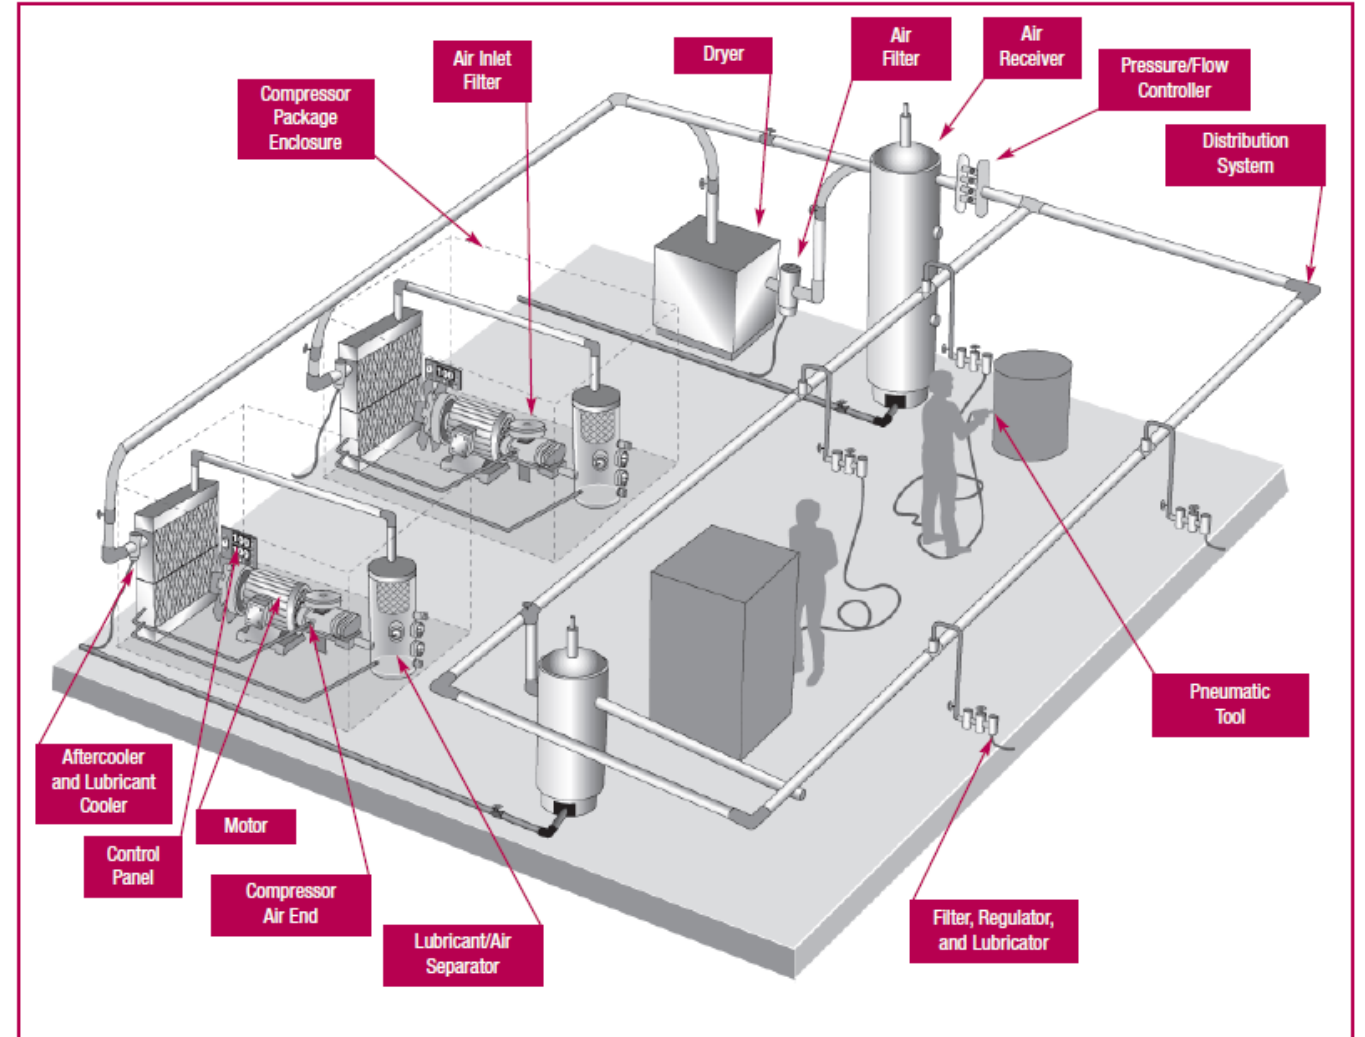 Air Inlet
Filter
Dryer
Air
Filter
Air
Receiver
Pressure/Flow
Controller
Compressor
Package
Enclosure
Distribution
System
Pneumatic
Tool
Aftercooler
and Lubricant
Cooler
Motor
Control
Panel
Compressor
Air End
Lubricant/Air
Separator
Filter, Regulator,
and Lubricator